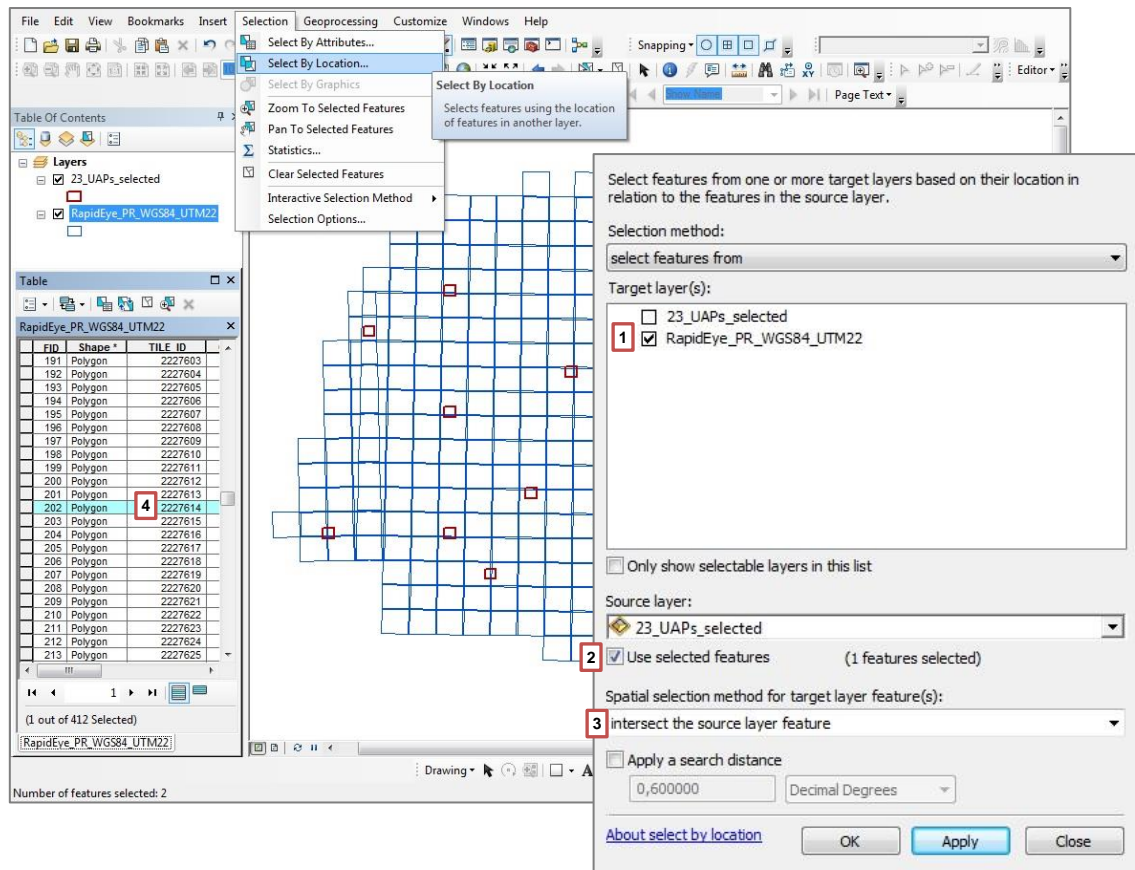 File Edit View Bookmarks Insert Selection Geoprocessing Customize Windows Help
Select By Attributes...
Select By Location...
Select By Graphics
Zoom To Selected Features
Pan To Selected Features
Statistics...
Clear Selected Features
Interactive Selection Method
Selection Options...
Select By Location
Selects features using the location
of features in another layer.
Snapping
Editor
Show Name
Page Text
Table Of Contents
Layers
23_UAPs_selected
RapidEye_PR_WGS84_UTM22
Table
RapidEye_PR_WGS84_UTM22
FID Shape * TILE_ID
191 Polygon 2227603
192 Polygon 2227604
193 Polygon 2227605
194 Polygon 2227606
195 Polygon 2227607
196 Polygon 2227608
197 Polygon 2227609
198 Polygon 2227610
199 Polygon 2227611
200 Polygon 2227612
201 Polygon 2227613
202 Polygon 4 2227614
203 Polygon 2227615
204 Polygon 2227616
205 Polygon 2227617
206 Polygon 2227618
207 Polygon 2227619
208 Polygon 2227620
209 Polygon 2227621
210 Polygon 2227622
211 Polygon 2227623
212 Polygon 2227624
213 Polygon 2227625
1
(1 out of 412 Selected)
RapidEye_PR_WGS84_UTM22
Drawing
A
Number of features selected: 2
Select features from one or more target layers based on their location in
relation to the features in the source layer.
Selection method:
select features from
Target layer(s):
23_UAPs_selected
1 RapidEye_PR_WGS84_UTM22
Only show selectable layers in this list
Source layer:
23_UAPs_selected
2 Use selected features (1 features selected)
Spatial selection method for target layer feature(s):
3 intersect the source layer feature
Apply a search distance
0,600000 Decimal Degrees
About select by location OK Apply Close